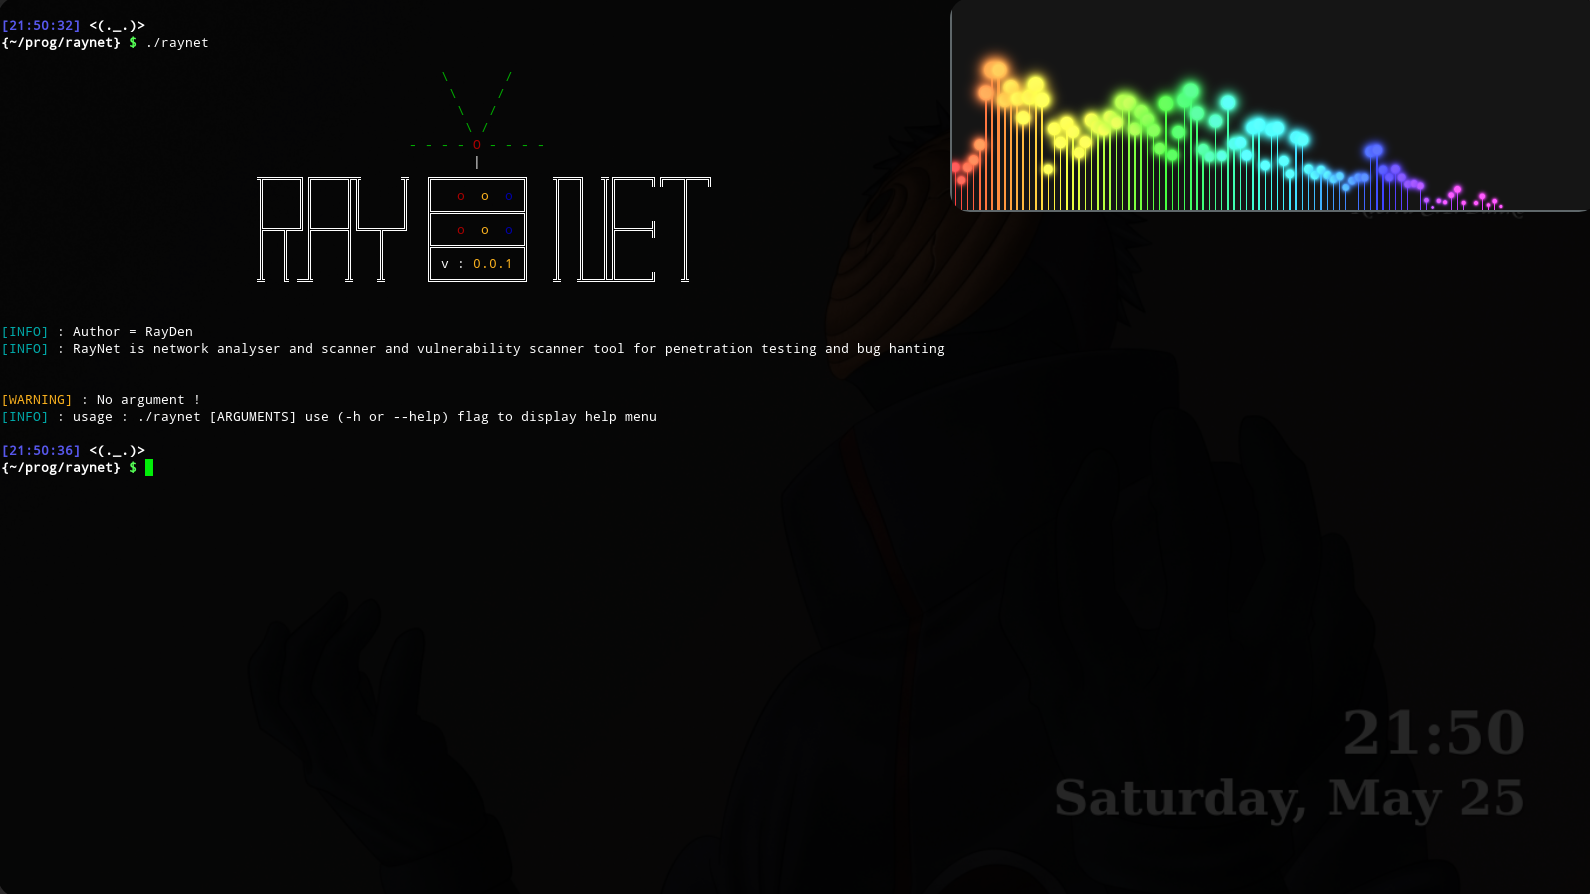 [21:50:32] <(._.)>
{~/prog/raynet} $ ./raynet
RAY NET
o o o
o o o
v : 0.0.1
[INFO] : Author = RayDen
[INFO] : RayNet is network analyser and scanner and vulnerability scanner tool for penetration testing and bug hanting
[WARNING] : No argument !
[INFO] : usage : ./raynet [ARGUMENTS] use (-h or --help) flag to display help menu
[21:50:36] <(._.)>
{~/prog/raynet} $
21:50
Saturday, May 25